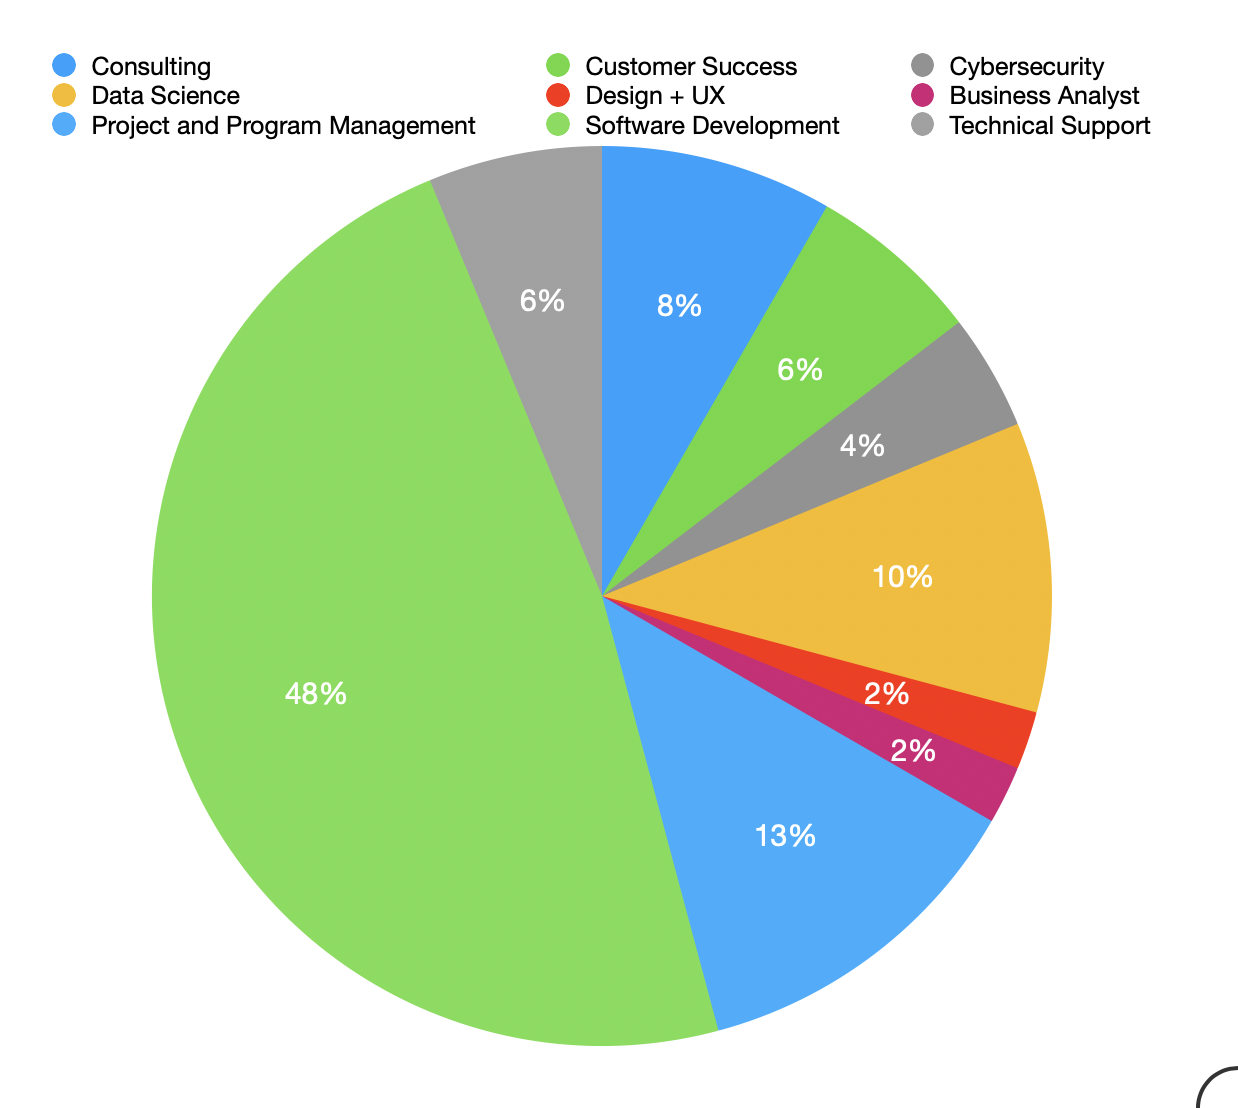 Consulting
Customer Success
Cybersecurity
Data Science
Design + UX
Business Analyst
Project and Program Management
Software Development
Technical Support
6%
8%
6%
4%
10%
2%
2%
13%
48%